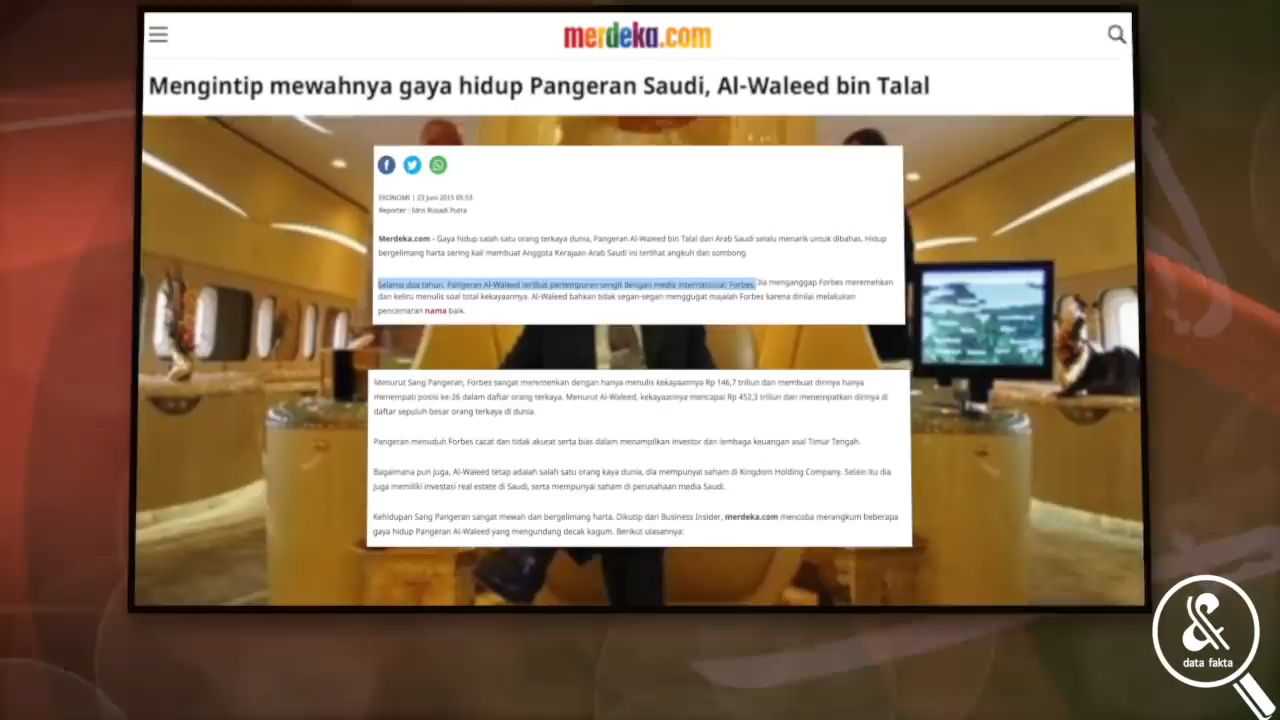 merdeka.com
Mengintip mewahnya gaya hidup Pangeran Saudi, Al-Waleed bin Talal
EKONOMI | 23 Juni 2015 05:53
Reporter : Idris Rusadi Putra
Merdeka.com - Gaya hidup salah satu orang terkaya dunia, Pangeran Al-Waleed bin Talal dari Arab Saudi selalu menarik untuk dibahas. Hidup
bergelimang harta sering kali membuat Anggota Kerajaan Arab Saudi ini terlihat angkuh dan sombong.
Selama dua tahun, Pangeran Al-Waleed terlibat pertempuran sengit dengan media international, Forbes. Dia menganggap Forbes meremehkan
dan keliru menulis soal total kekayaannya. Al-Waleed bahkan tidak segan-segan menggugat majalah Forbes karena dinilai melakukan
pencemaran nama baik.
Menurut Sang Pangeran, Forbes sangat meremehkan dengan hanya menulis kekayaannya Rp 146,7 triliun dan membuat dirinya hanya
menempati posisi ke-26 dalam daftar orang terkaya. Menurut Al-Waleed, kekayaannya mencapai Rp 452,3 triliun dan menempatkan dirinya di
daftar sepuluh besar orang terkaya di dunia.
Pangeran menuduh Forbes cacat dan tidak akurat serta bias dalam menampilkan investor dan lembaga keuangan asal Timur Tengah.
Bagaimana pun juga, Al-Waleed tetap adalah salah satu orang kaya dunia, dia mempunyai saham di Kingdom Holding Company. Selain itu dia
juga memiliki investasi real estate di Saudi, serta mempunyai saham di perusahaan media Saudi.
Kehidupan Sang Pangeran sangat mewah dan bergelimang harta. Dikutip dari Business Insider, merdeka.com mencoba merangkum beberapa
gaya hidup Pangeran Al-Waleed yang mengundang decak kagum. Berikut ulasannya:
&
data fakta